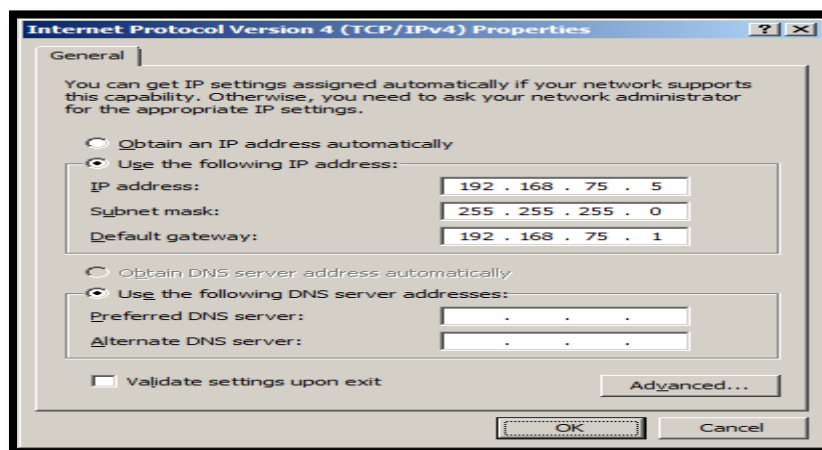 Internet Protocol Version 4 (TCP/IPv4) Properties ? X
General
You can get IP settings assigned automatically if your network supports
this capability. Otherwise, you need to ask your network administrator
for the appropriate IP settings.
Obtain an IP address automatically
Use the following IP address:
IP address: 192 . 168 . 75 . 5
Subnet mask: 255 . 255 . 255 . 0
Default gateway: 192 . 168 . 75 . 1
Obtain DNS server address automatically
Use the following DNS server addresses:
Preferred DNS server: . . .
Alternate DNS server: . . .
Validate settings upon exit
Advanced...
OK Cancel